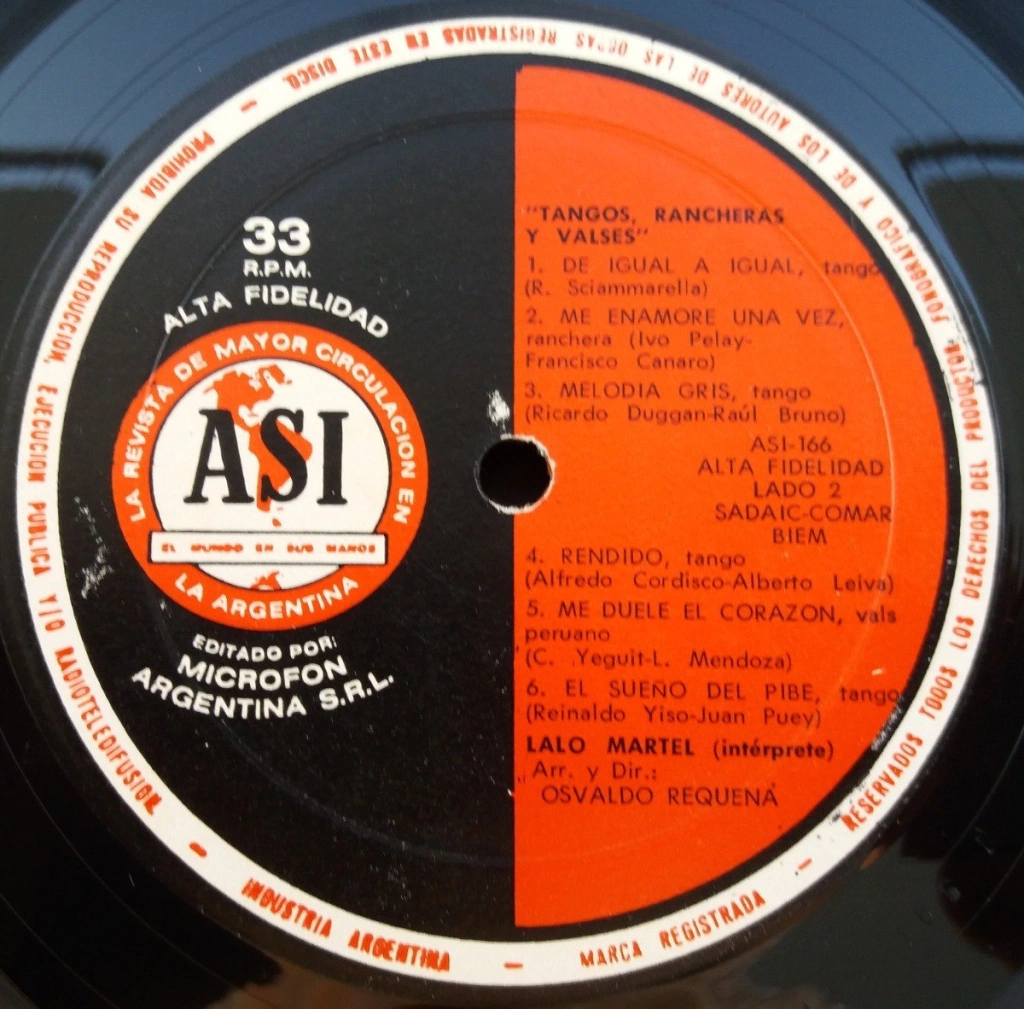 33
R.P.M.
ALTA FIDELIDAD
LA REVISTA DE MAYOR CIRCULACION EN
ASI
EL MUNDO EN SUS MANOS
LA ARGENTINA
EDITADO POR:
MICROFON
ARGENTINA S.R.L.
"TANGOS, RANCHERAS
Y VALSES"
1. DE IGUAL A IGUAL, tango
(R. Sciammarella)
2. ME ENAMORE UNA VEZ,
ranchera (Ivo Pelay-
Francisco Canaro)
3. MELODIA GRIS, tango
(Ricardo Duggan-Raúl Bruno)
ASI-166
ALTA FIDELIDAD
LADO 2
SADAIC-COMAR
BIEM
4. RENDIDO, tango
(Alfredo Cordisco-Alberto Leiva)
5. ME DUELE EL CORAZON, vals
peruano
(C. Yeguit-L. Mendoza)
6. EL SUEÑO DEL PIBE, tango
(Reinaldo Yiso-Juan Puey)
LALO MARTEL (intérprete)
Arr. y Dir.:
OSVALDO REQUENA
RESERVADOS TODOS LOS DERECHOS DEL PRODUCTOR FONOGRAFICO Y DE LOS AUTORES DE LAS OBRAS REGISTRADAS EN ESTE DISCO. — PROHIBIDA SU REPRODUCCION, EJECUCION PUBLICA Y/O RADIOTELEDIFUSION. — INDUSTRIA ARGENTINA — MARCA REGISTRADA —